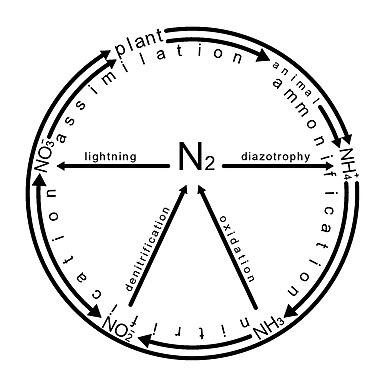 plant
assimilation
animal
ammonification
NH₄⁺
NH₃
nitrification
NO₂⁻
NO₃⁻
N₂
lightning
diazotrophy
denitrification
oxidation